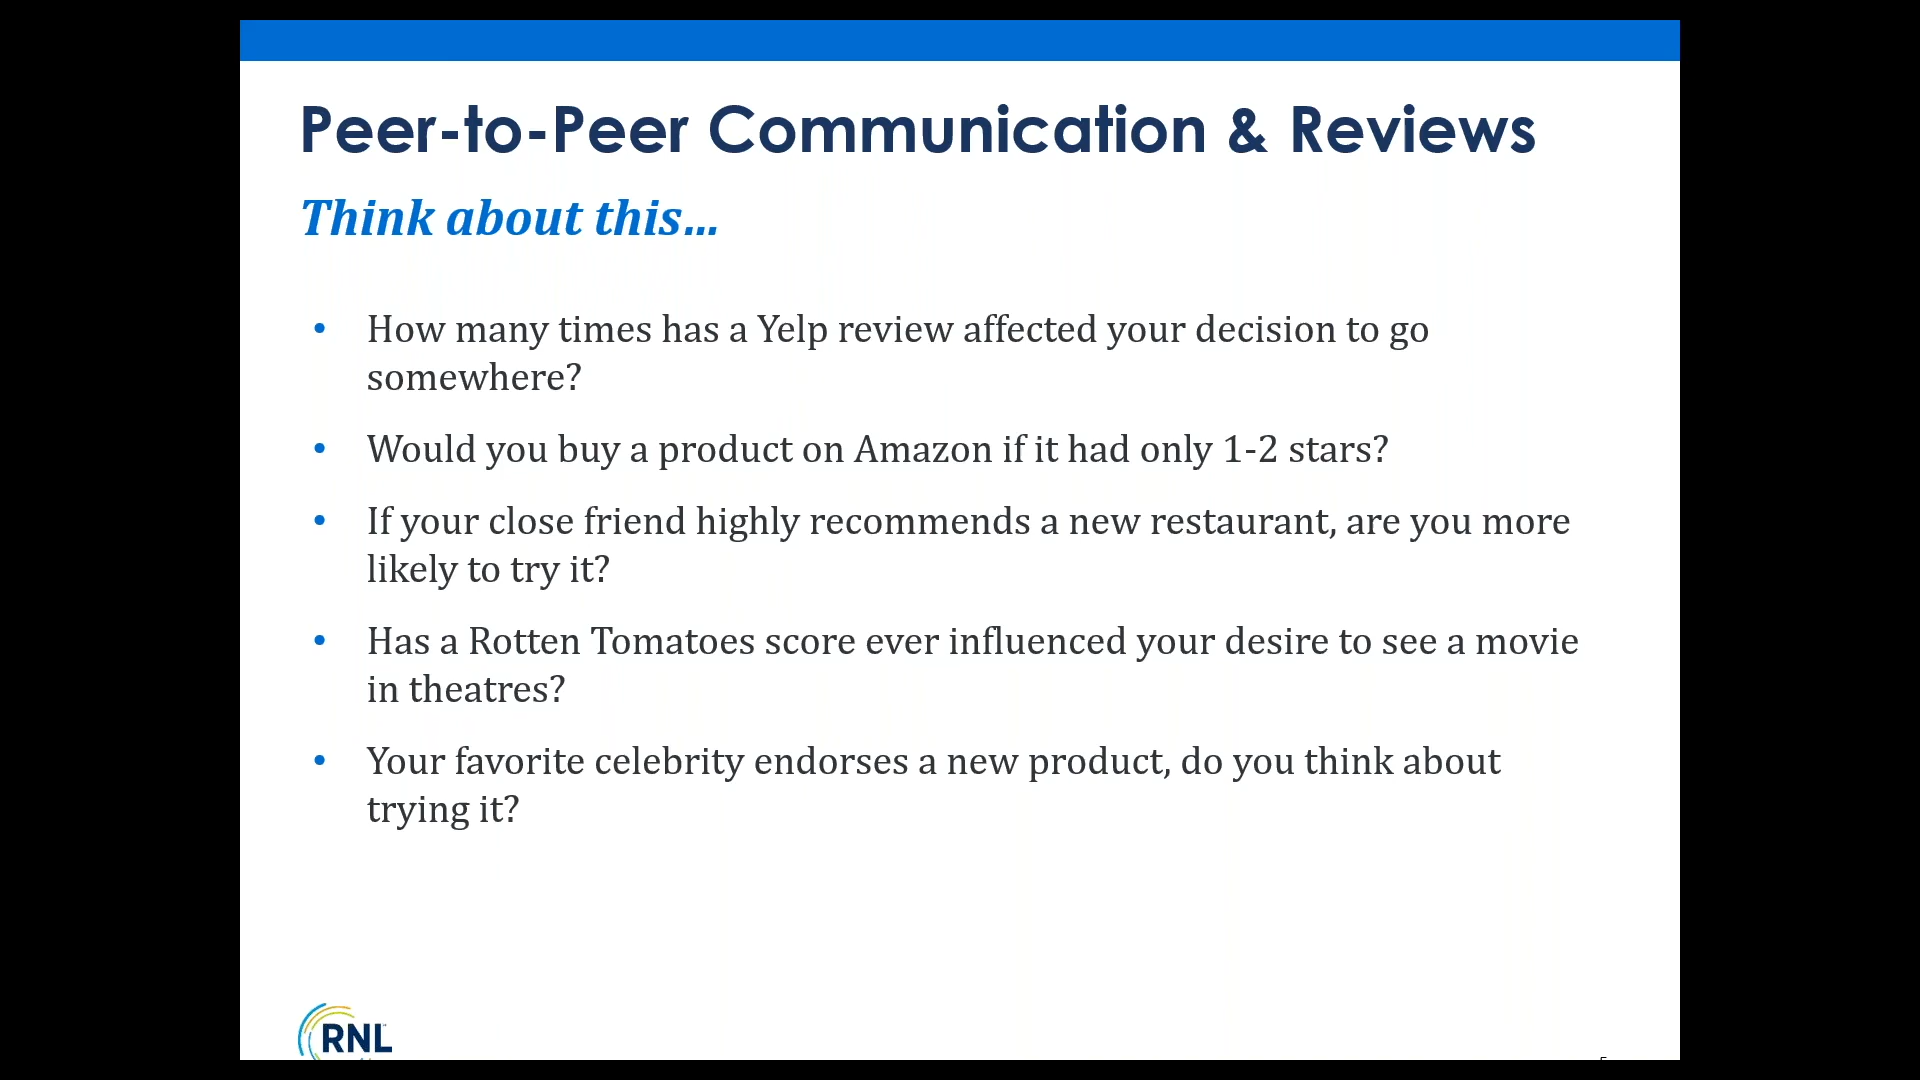 Peer-to-Peer Communication & Reviews
Think about this...
• How many times has a Yelp review affected your decision to go
somewhere?
• Would you buy a product on Amazon if it had only 1-2 stars?
• If your close friend highly recommends a new restaurant, are you more
likely to try it?
• Has a Rotten Tomatoes score ever influenced your desire to see a movie
in theatres?
• Your favorite celebrity endorses a new product, do you think about
trying it?
RNL